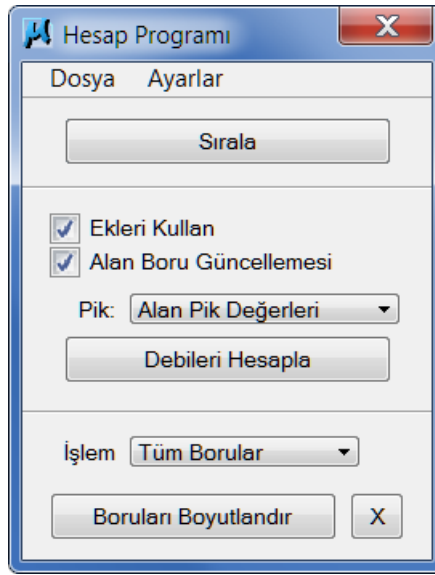 Hesap Programı
Dosya Ayarlar
Sırala
Ekleri Kullan
Alan Boru Güncellemesi
Pik: Alan Pik Değerleri
Debileri Hesapla
İşlem Tüm Borular
Boruları Boyutlandır X